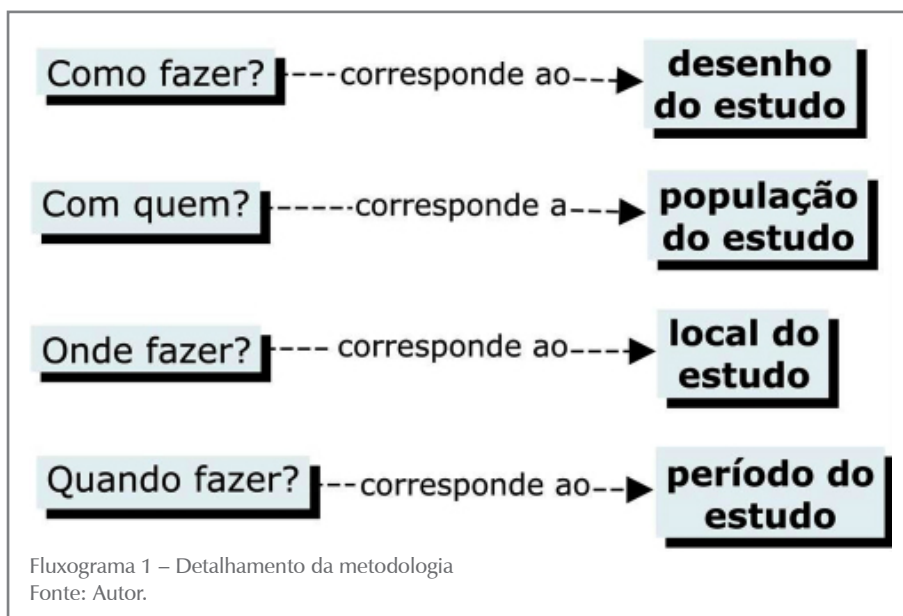 Como fazer? corresponde ao desenho
do estudo
Com quem? corresponde a população
do estudo
Onde fazer? corresponde ao local do
estudo
Quando fazer? corresponde ao período do
estudo
Fluxograma 1 – Detalhamento da metodologia
Fonte: Autor.